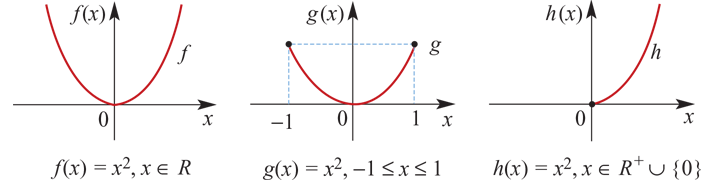 f(x)
f
0
x
f(x) = x², x ∈ R
g(x)
g
−1
0
1
x
g(x) = x², −1 ≤ x ≤ 1
h(x)
h
0
x
h(x) = x², x ∈ R⁺ ∪ {0}